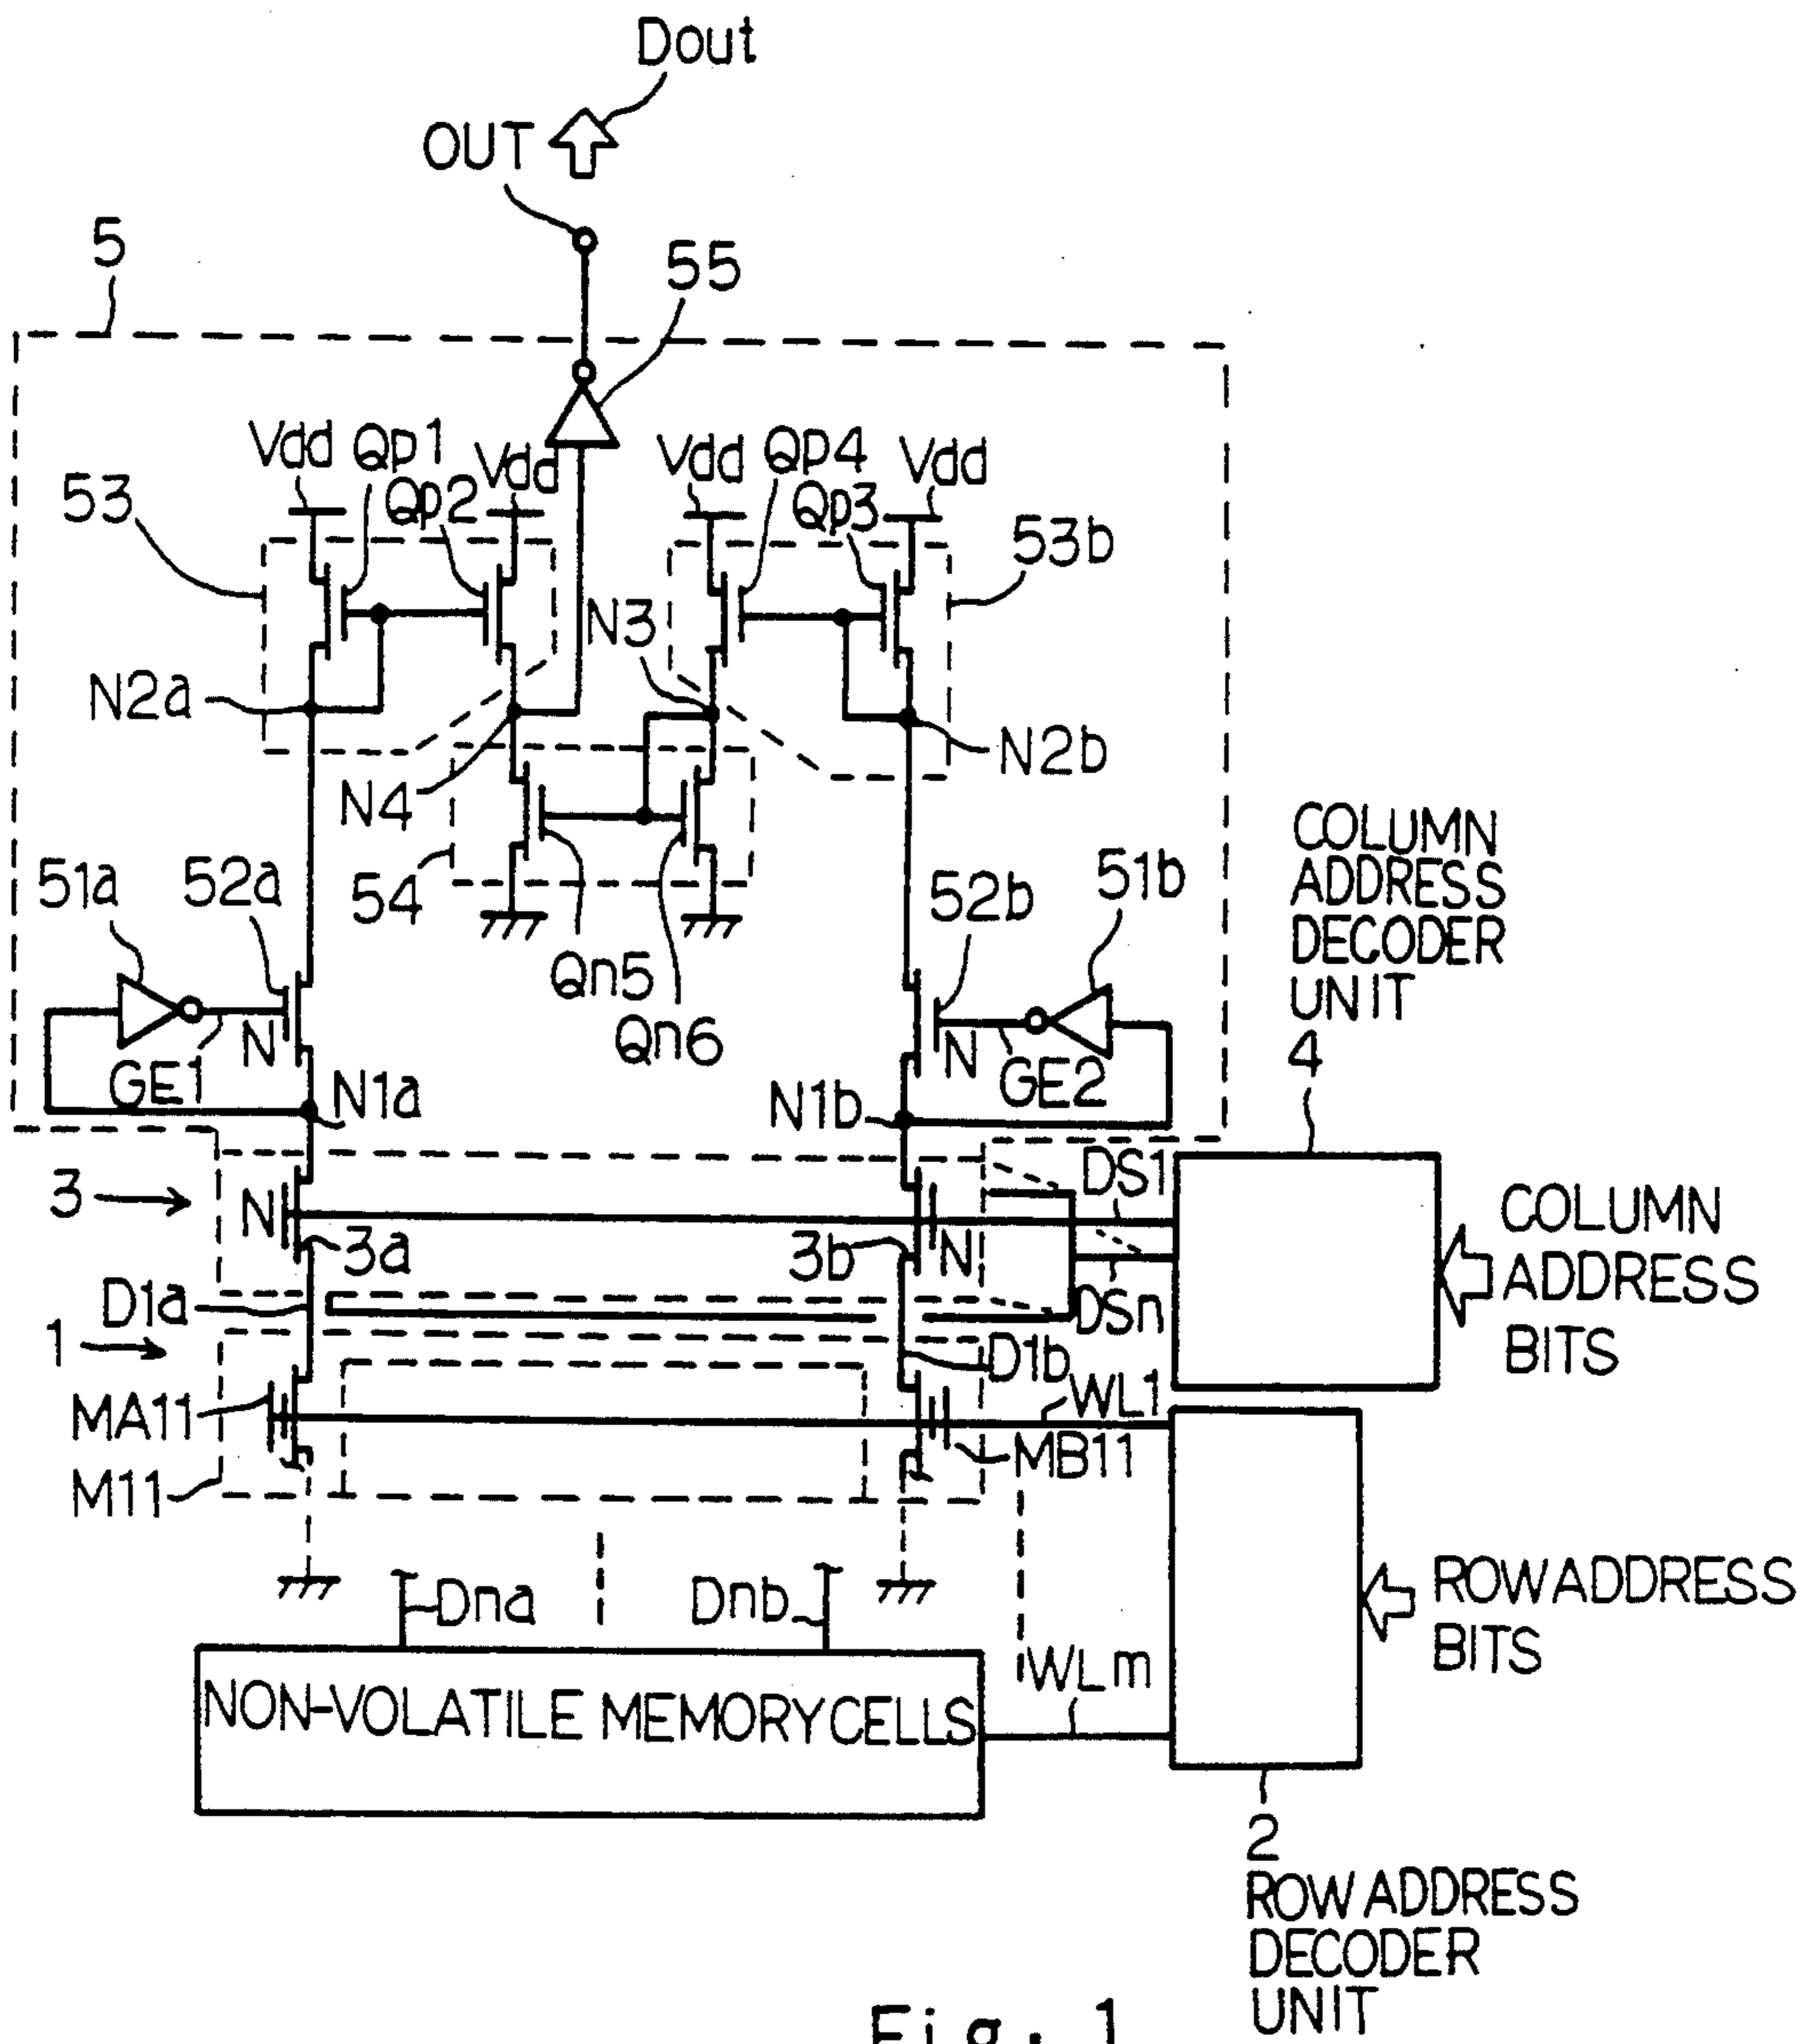 Dout
OUT
5
55
Vdd Qp1
Qp2 Vdd
Vdd Qp4
Qp3 Vdd
53
53b
N3
N2a
N2b
N4
54
Qn5
Qn6
51a
52a
52b
51b
COLUMN
ADDRESS
DECODER
UNIT
4
N
GE1
N1a
N
GE2
N1b
3
N
3a
3b
N
DS1
DSn
COLUMN
ADDRESS
BITS
D1a
1
D1b
MA11
WL1
M11
MB11
Dna
Dnb
ROW ADDRESS
BITS
WLm
NON-VOLATILE MEMORY CELLS
2
ROW ADDRESS
DECODER
UNIT
Fig. 1